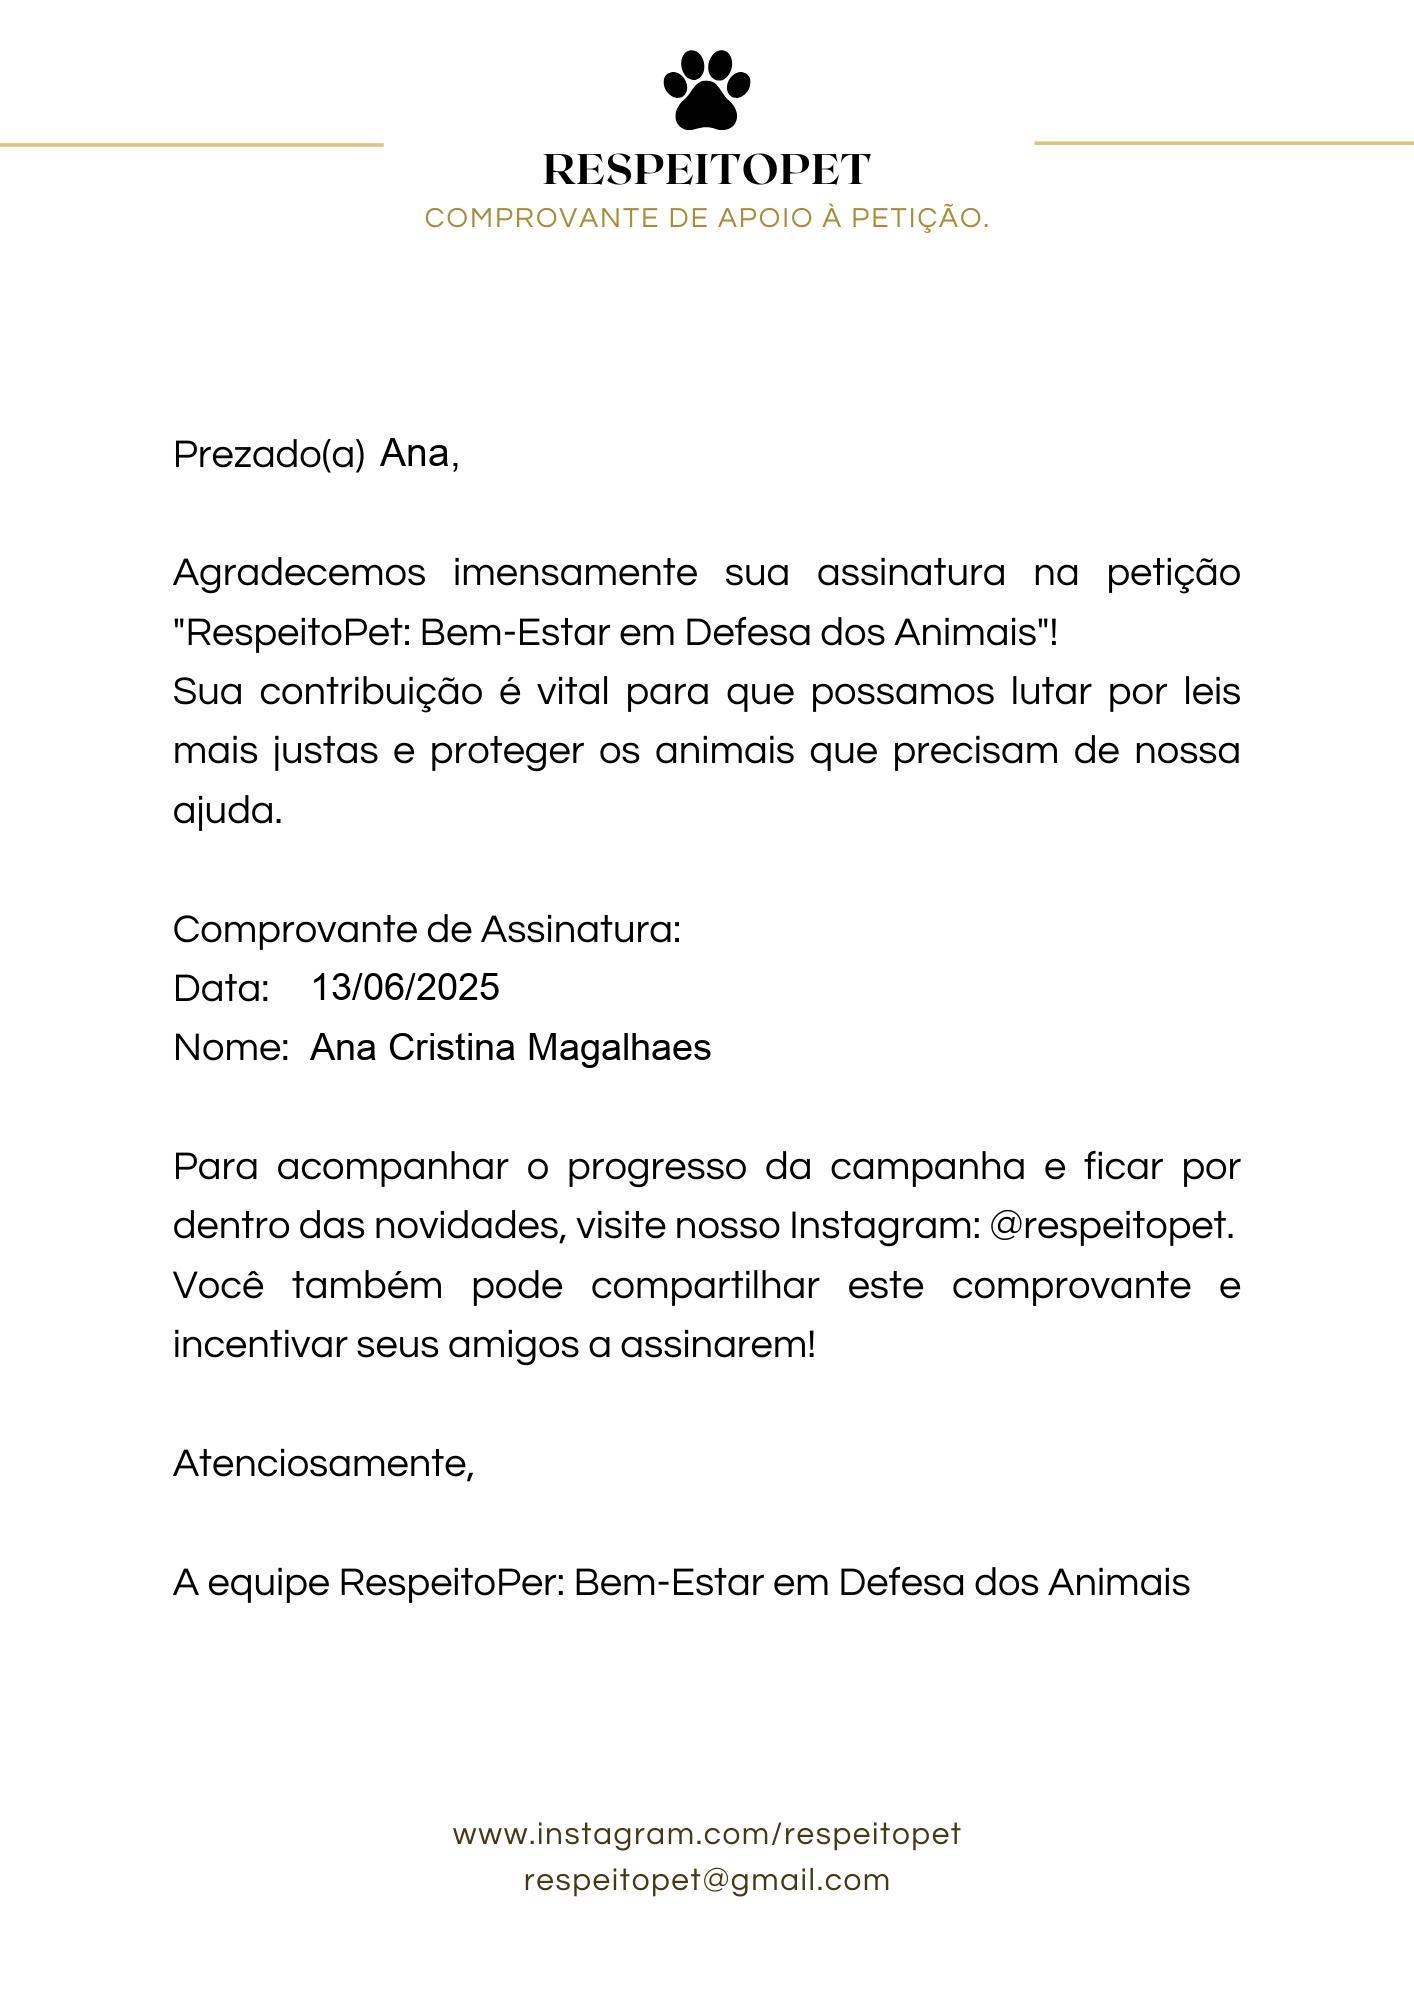 RESPEITOPET
COMPROVANTE DE APOIO À PETIÇÃO.
Prezado(a) Ana,
Agradecemos imensamente sua assinatura na petição
"RespeitoPet: Bem-Estar em Defesa dos Animais"!
Sua contribuição é vital para que possamos lutar por leis
mais justas e proteger os animais que precisam de nossa
ajuda.
Comprovante de Assinatura:
Data: 13/06/2025
Nome: Ana Cristina Magalhaes
Para acompanhar o progresso da campanha e ficar por
dentro das novidades, visite nosso Instagram: @respeitopet.
Você também pode compartilhar este comprovante e
incentivar seus amigos a assinarem!
Atenciosamente,
A equipe RespeitoPer: Bem-Estar em Defesa dos Animais
www.instagram.com/respeitopet
respeitopet@gmail.com